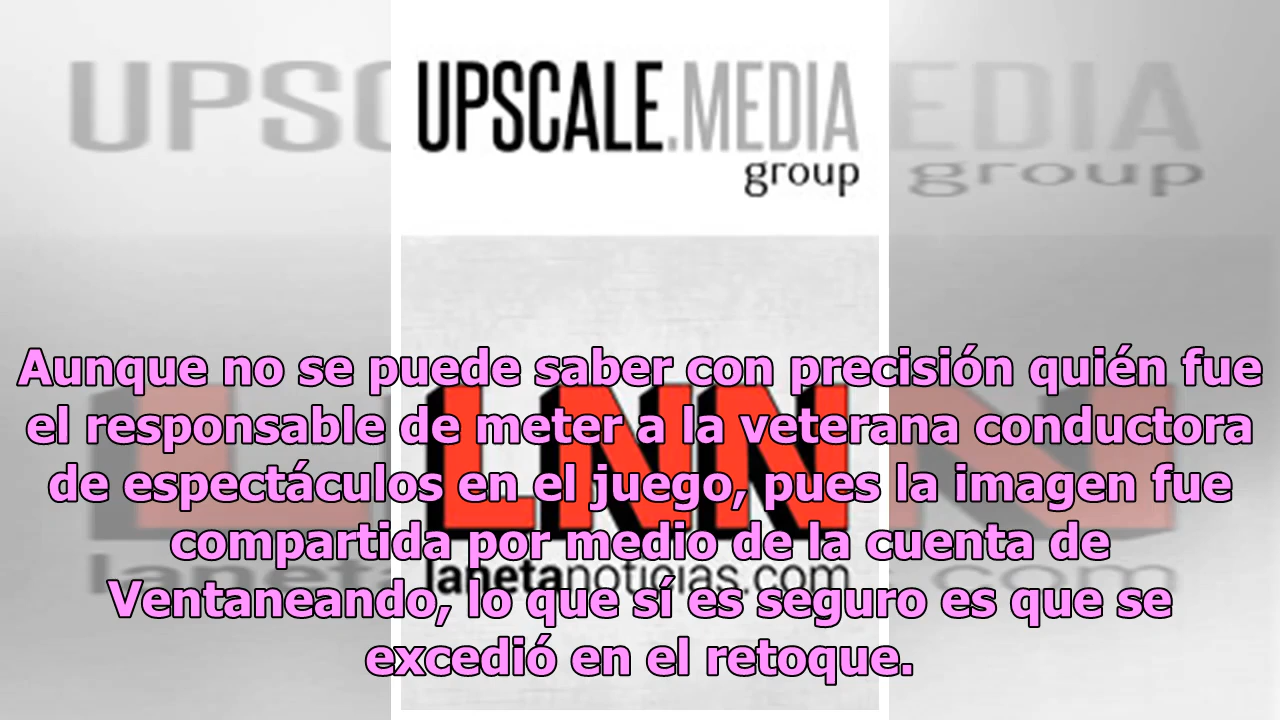 UPSCALE.MEDIA
group
Aunque no se puede saber con precisión quién fue
el responsable de meter a la veterana conductora
de espectáculos en el juego, pues la imagen fue
compartida por medio de la cuenta de
Ventaneando, lo que sí es seguro es que se
excedió en el retoque.
LNN
lanetanoticias.com